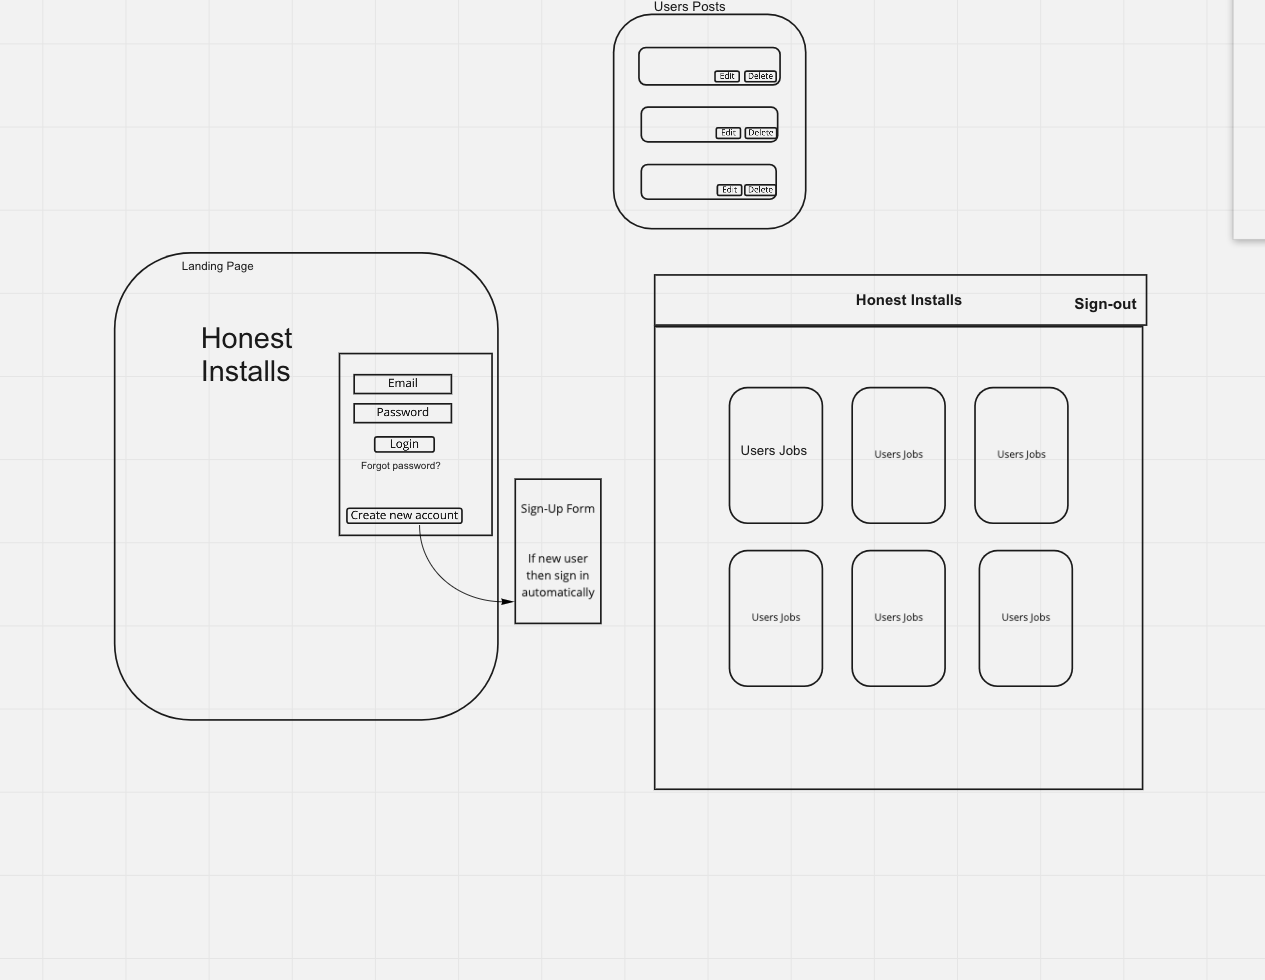 Users Posts
Edit Delete
Edit Delete
Edit Delete
Landing Page
Honest
Installs
Email
Password
Login
Forgot password?
Create new account
Sign-Up Form
If new user
then sign in
automatically
Honest Installs
Sign-out
Users Jobs
Users Jobs
Users Jobs
Users Jobs
Users Jobs
Users Jobs